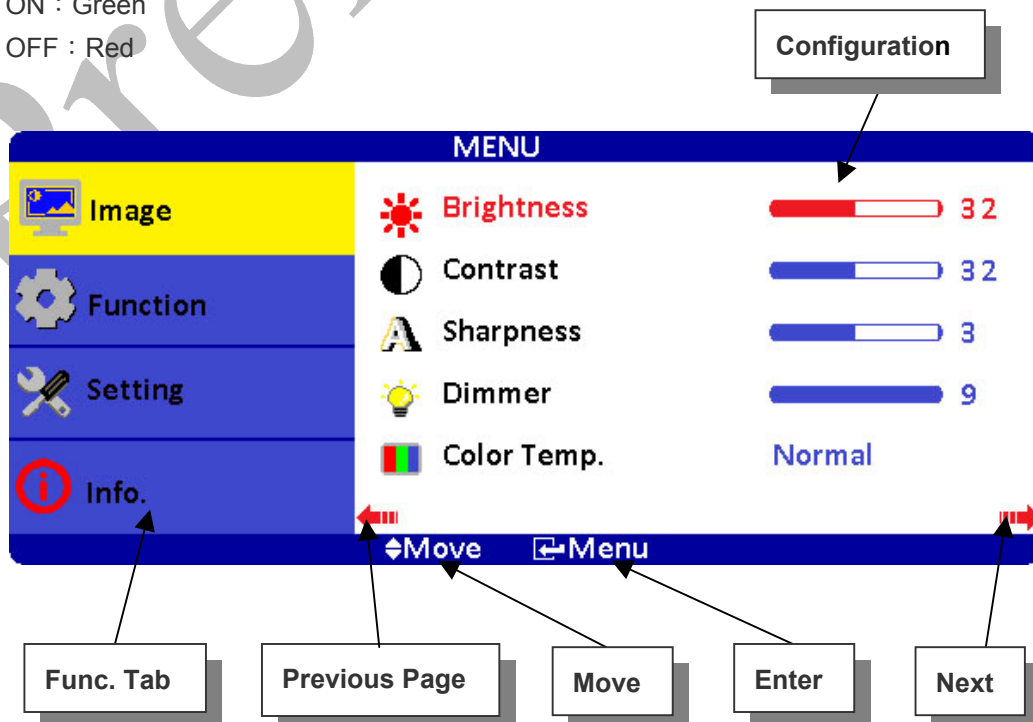 ON：Green
OFF：Red
Configuration
MENU
Image
Function
Setting
Info.
Brightness 32
Contrast 32
Sharpness 3
Dimmer 9
Color Temp. Normal
Move Menu
Func. Tab
Previous Page
Move
Enter
Next